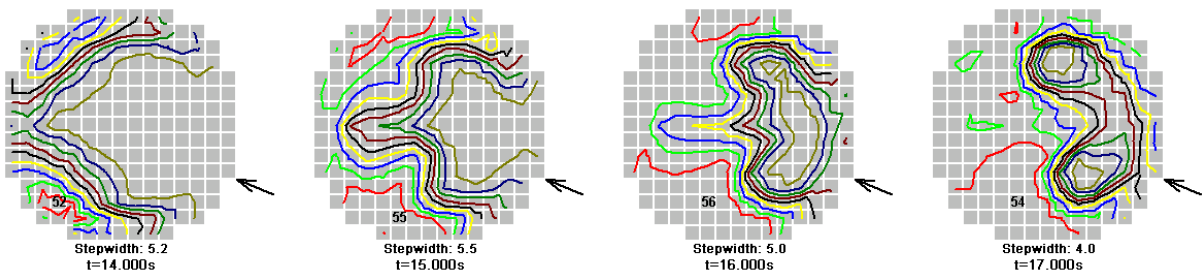 52
55
56
54
Stepwidth: 5.2
Stepwidth: 5.5
Stepwidth: 5.0
Stepwidth: 4.0
t=14.000s
t=15.000s
t=16.000s
t=17.000s